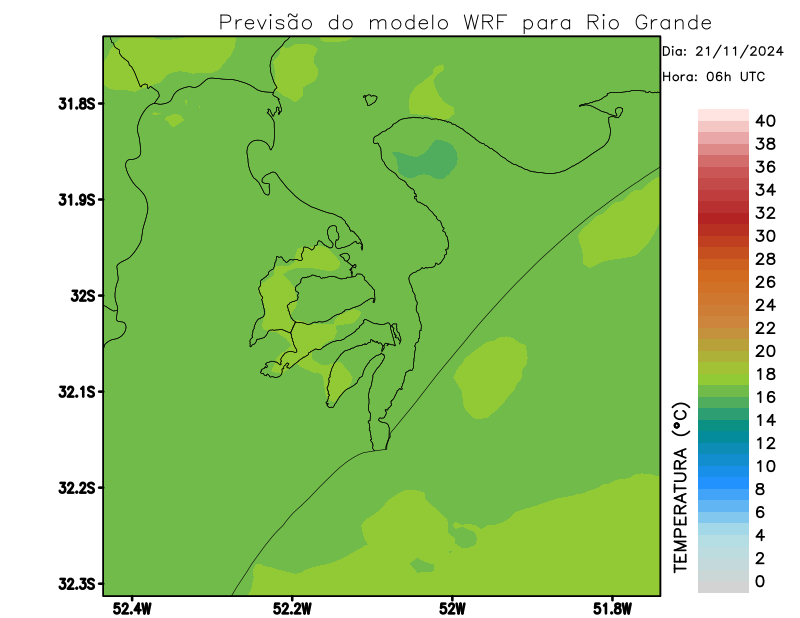 Previsão do modelo WRF para Rio Grande
Dia: 21/11/2024
Hora: 06h UTC
31.8S
31.9S
32S
32.1S
32.2S
32.3S
52.4W
52.2W
52W
51.8W
TEMPERATURA (°C)
40
38
36
34
32
30
28
26
24
22
20
18
16
14
12
10
8
6
4
2
0